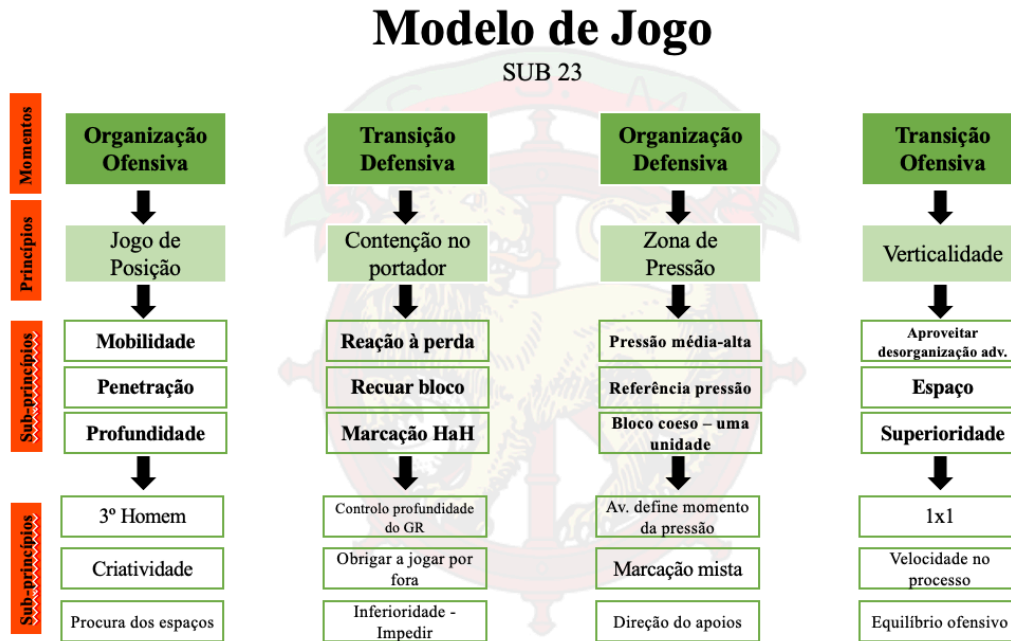 Modelo de Jogo
SUB 23
Momentos
Organização
Ofensiva
Transição
Defensiva
Organização
Defensiva
Transição
Ofensiva
Princípios
Jogo de
Posição
Contenção no
portador
Zona de
Pressão
Verticalidade
Sub-princípios
Mobilidade
Reação à perda
Pressão média-alta
Aproveitar
desorganização adv.
Penetração
Recuar bloco
Referência pressão
Espaço
Profundidade
Marcação HaH
Bloco coeso – uma
unidade
Superioridade
Sub-princípios
3º Homem
Controlo profundidade
do GR
Av. define momento
da pressão
1x1
Criatividade
Obrigar a jogar por
fora
Marcação mista
Velocidade no
processo
Procura dos espaços
Inferioridade -
Impedir
Direção do apoios
Equilíbrio ofensivo